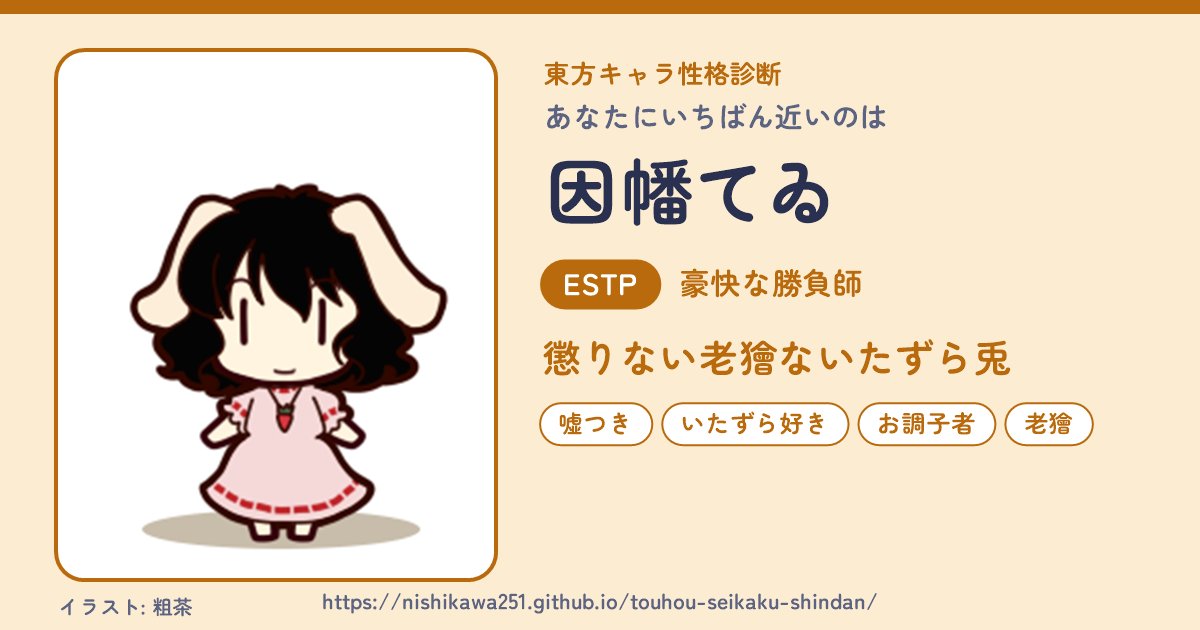 東方キャラ性格診断
あなたにいちばん近いのは
因幡てゐ
ESTP 豪快な勝負師
懲りない老獪ないたずら兎
嘘つき いたずら好き お調子者 老獪
イラスト: 粗茶
https://nishikawa251.github.io/touhou-seikaku-shindan/